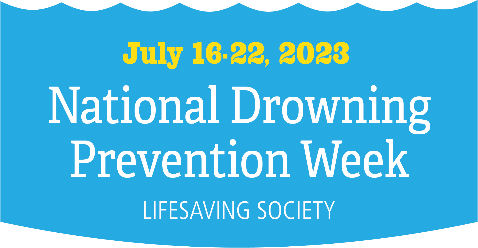 July 16-22, 2023
National Drowning
Prevention Week
LIFESAVING SOCIETY